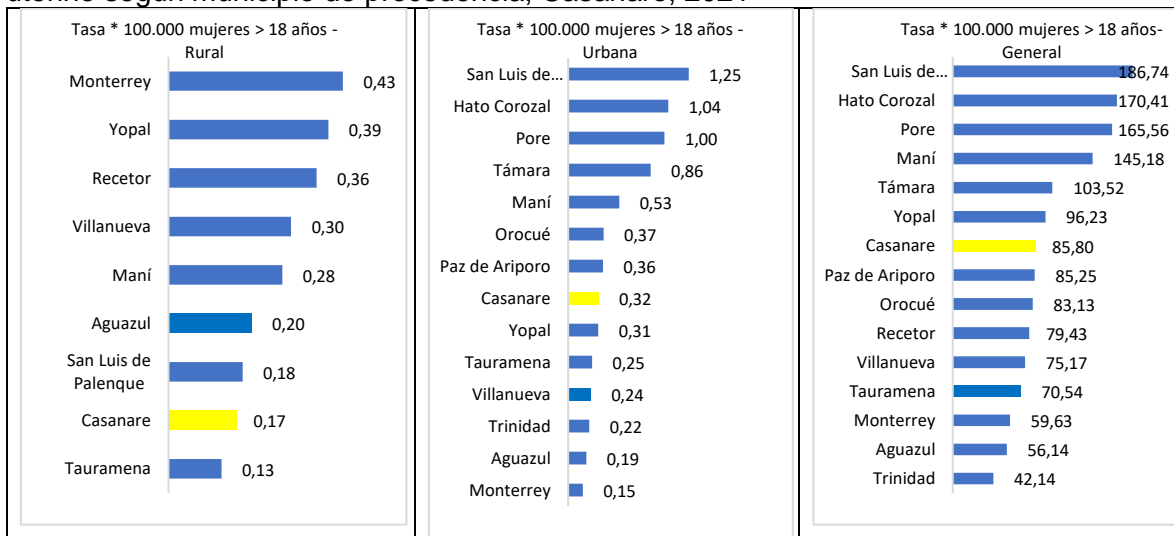 uterino según municipio de procedencia, Casanare, 2021
Tasa * 100.000 mujeres > 18 años -
Rural
Monterrey 0,43
Yopal 0,39
Recetor 0,36
Villanueva 0,30
Maní 0,28
Aguazul 0,20
San Luis de
Palenque 0,18
Casanare 0,17
Tauramena 0,13
Tasa * 100.000 mujeres > 18 años -
Urbana
San Luis de... 1,25
Hato Corozal 1,04
Pore 1,00
Támara 0,86
Maní 0,53
Orocué 0,37
Paz de Ariporo 0,36
Casanare 0,32
Yopal 0,31
Tauramena 0,25
Villanueva 0,24
Trinidad 0,22
Aguazul 0,19
Monterrey 0,15
Tasa * 100.000 mujeres > 18 años-
General
San Luis de... 186,74
Hato Corozal 170,41
Pore 165,56
Maní 145,18
Támara 103,52
Yopal 96,23
Casanare 85,80
Paz de Ariporo 85,25
Orocué 83,13
Recetor 79,43
Villanueva 75,17
Tauramena 70,54
Monterrey 59,63
Aguazul 56,14
Trinidad 42,14